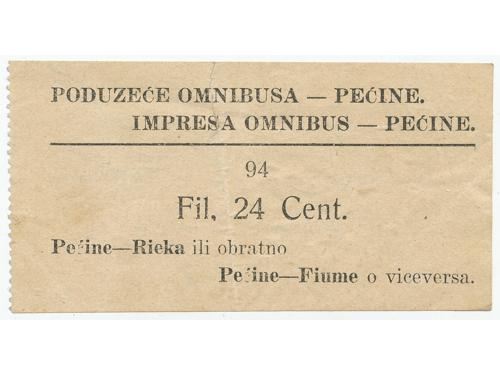 PODUZEĆE OMNIBUSA — PEĆINE.
IMPRESA OMNIBUS — PEĆINE.
94
Fil, 24 Cent.
Pećine—Rieka ili obratno
Pećine—Fiume o viceversa.